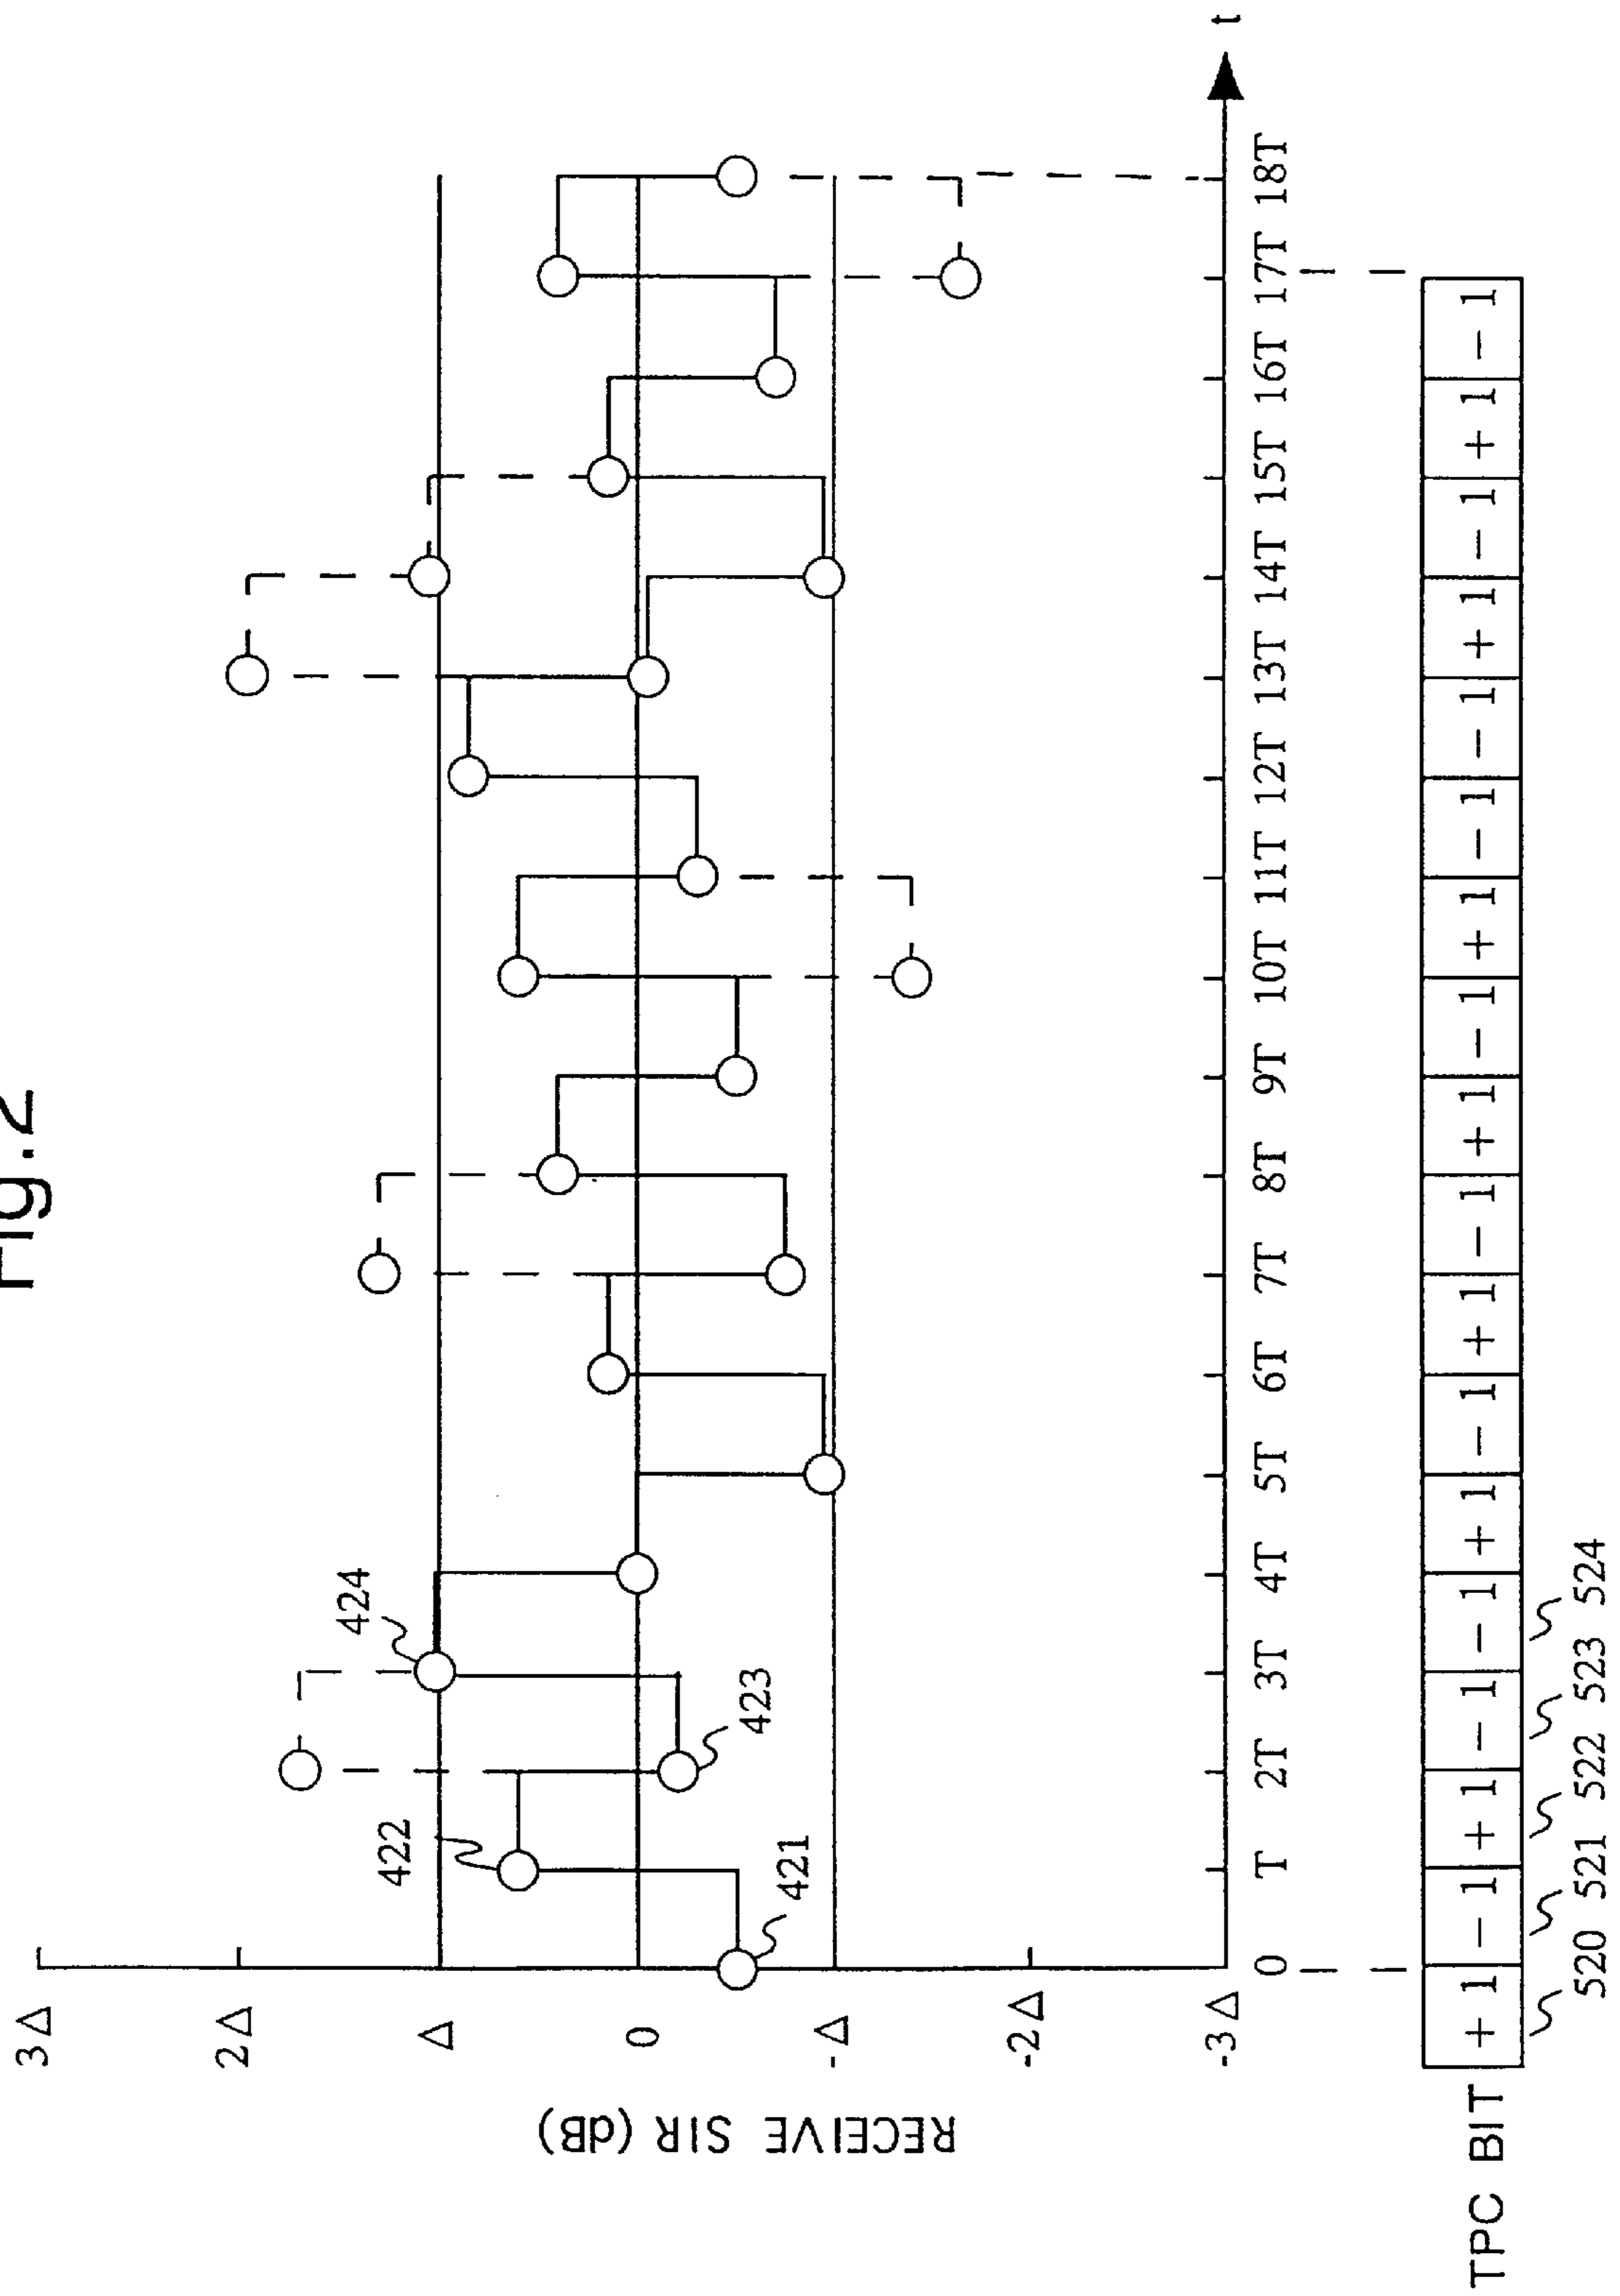 Fig.2
3Δ
2Δ
Δ
0
-Δ
-2Δ
-3Δ
RECEIVE SIR (dB)
421
422
423
424
0 T 2T 3T 4T 5T 6T 7T 8T 9T 10T 11T 12T 13T 14T 15T 16T 17T 18T t
TPC BIT +1 -1 +1 -1 -1 +1 -1 +1 -1 +1 -1 +1 -1 -1 +1 -1 +1 -1
520 521 522 523 524